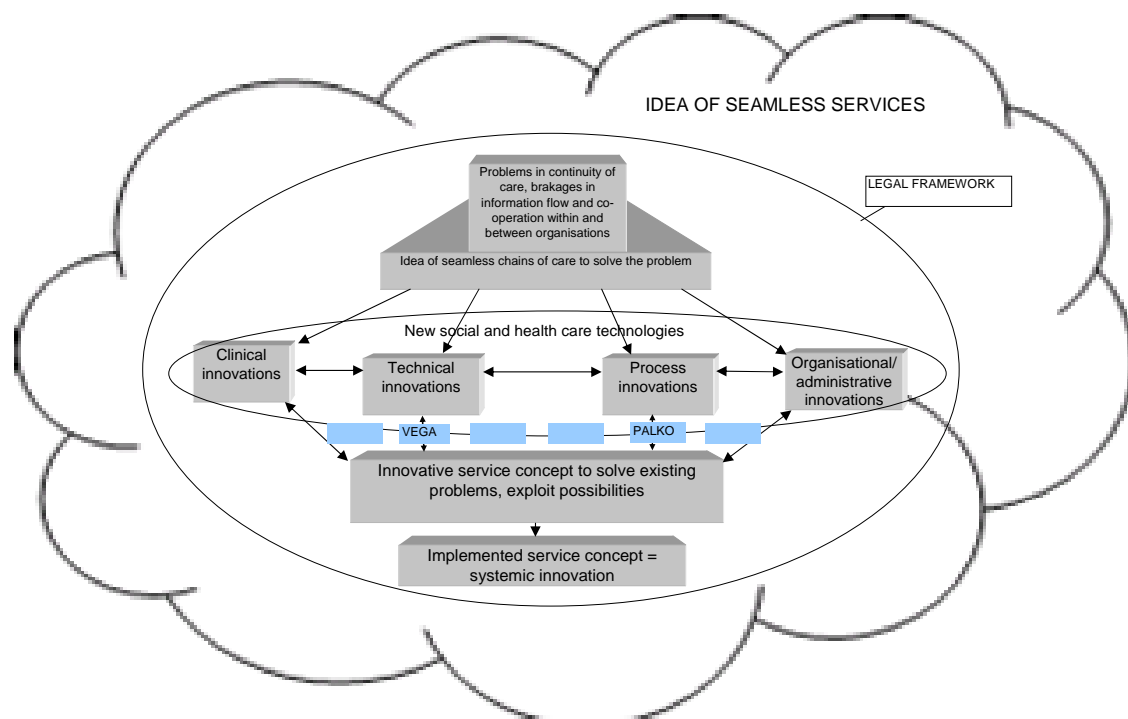 IDEA OF SEAMLESS SERVICES
LEGAL FRAMEWORK
Problems in continuity of
care, brakages in
information flow and co-
operation within and
between organisations
Idea of seamless chains of care to solve the problem
New social and health care technologies
Clinical
innovations
Technical
innovations
Process
innovations
Organisational/
administrative
innovations
VEGA
PALKO
Innovative service concept to solve existing
problems, exploit possibilities
Implemented service concept =
systemic innovation